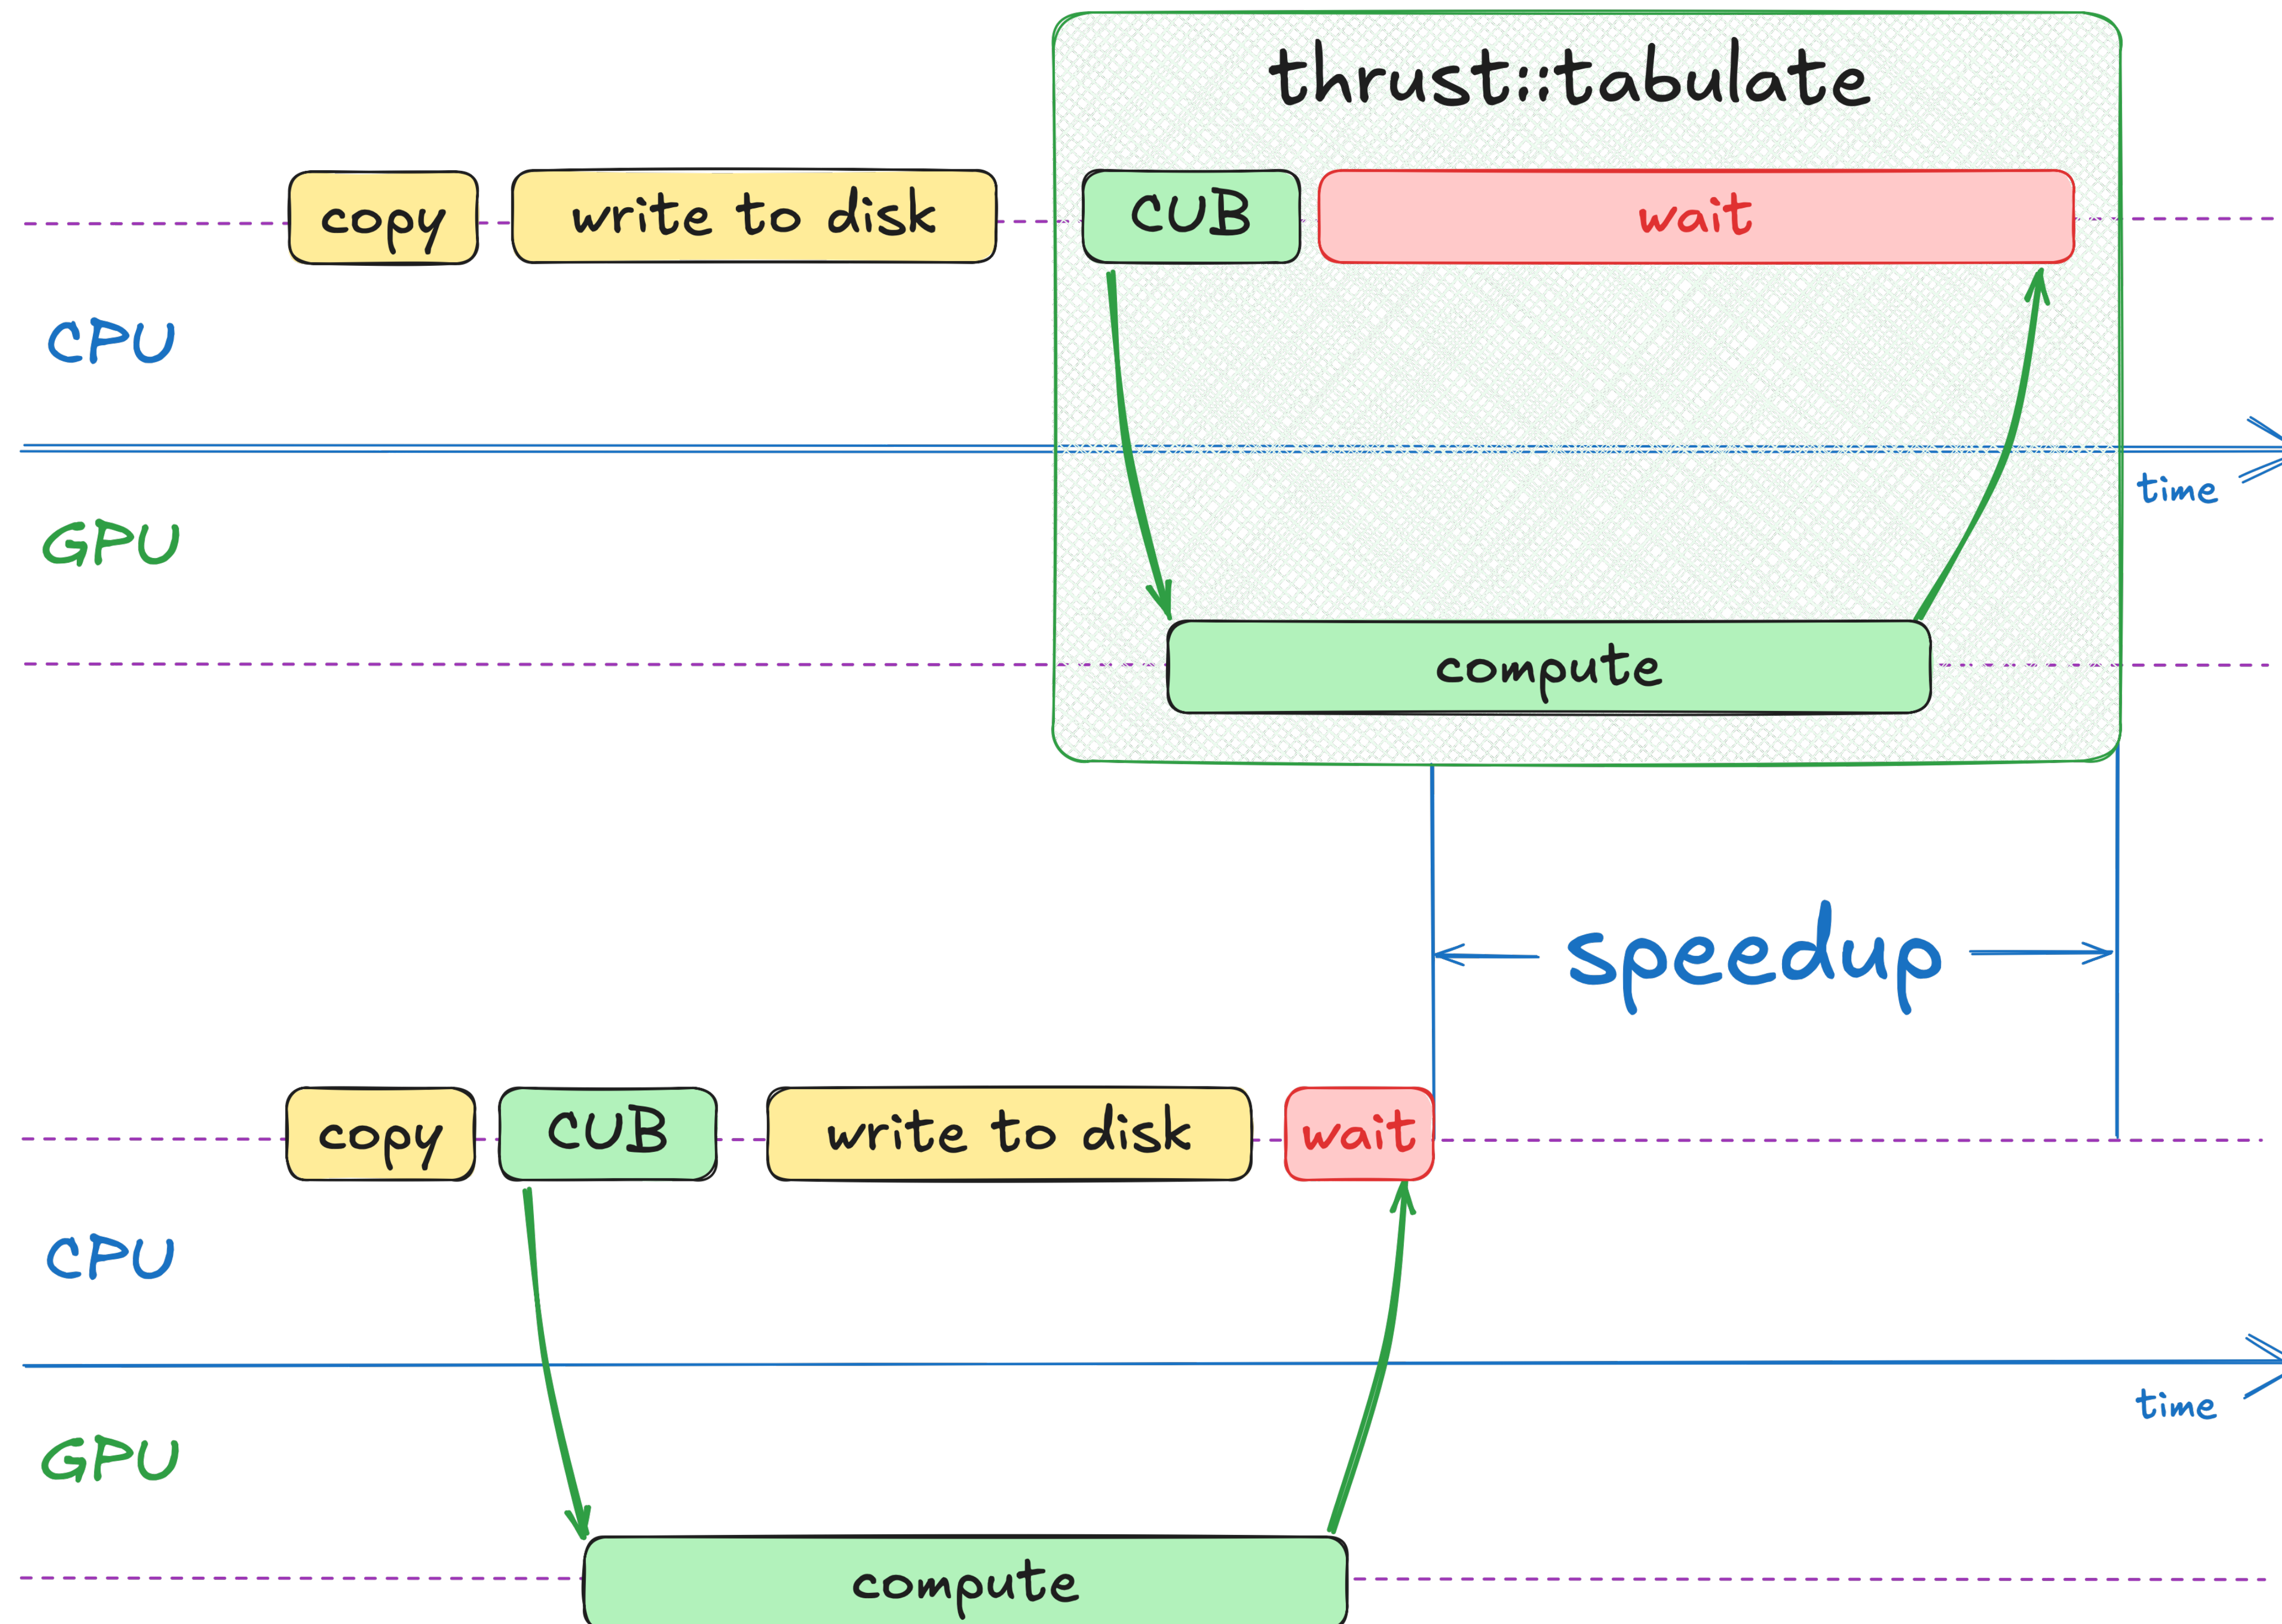 thrust::tabulate
copy
write to disk
CUB
wait
CPU
time
GPU
compute
speedup
copy
CUB
write to disk
wait
CPU
time
GPU
compute